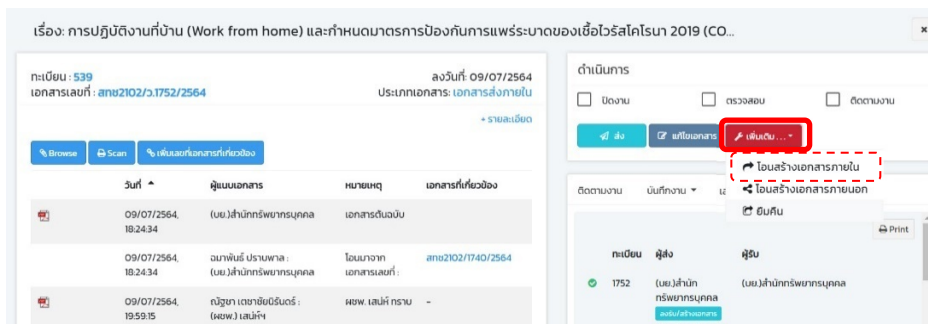 เรื่อง: การปฏิบัติงานที่บ้าน (Work from home) และกำหนดมาตรการป้องกันการแพร่ระบาดของเชื้อไวรัสโคโรนา 2019 (CO...
ทะเบียน : 539
ลงวันที่: 09/07/2564
เอกสารเลขที่ : สทช2102/ว.1752/2564
ประเภทเอกสาร: เอกสารส่งภายใน
+ รายละเอียด
Browse
Scan
เพิ่มเลขที่เอกสารที่เกี่ยวข้อง
วันที่
ผู้แนบเอกสาร
หมายเหตุ
เอกสารที่เกี่ยวข้อง
09/07/2564, (บย.)สำนักทรัพยากรบุคคล เอกสารต้นฉบับ
18:24:34
09/07/2564, ฉมาพันธ์ ปราบพาล : โอนมาจาก สทช2102/1740/2564
18:24:34 (บย.)สำนักทรัพยากรบุคคล เอกสารเลขที่ :
09/07/2564, ณัฐชา เตชาชัยนิรันดร์ : ผชพ. เสน่ห์ ทราบ -
19:59:15 (ผชพ.) เสน่ห์ฯ
ดำเนินการ
ปิดงาน
ตรวจสอบ
ติดตามงาน
ส่ง
แก้ไขเอกสาร
เพิ่มเติม ...
โอนสร้างเอกสารภายใน
โอนสร้างเอกสารภายนอก
ยืมคืน
ติดตามงาน
บันทึกงาน
Print
ทะเบียน ผู้ส่ง ผู้รับ
1752 (บย.)สำนัก (บย.)สำนักทรัพยากรบุคคล
ทรัพยากรบุคคล
ลงรับ/สร้างเอกสาร